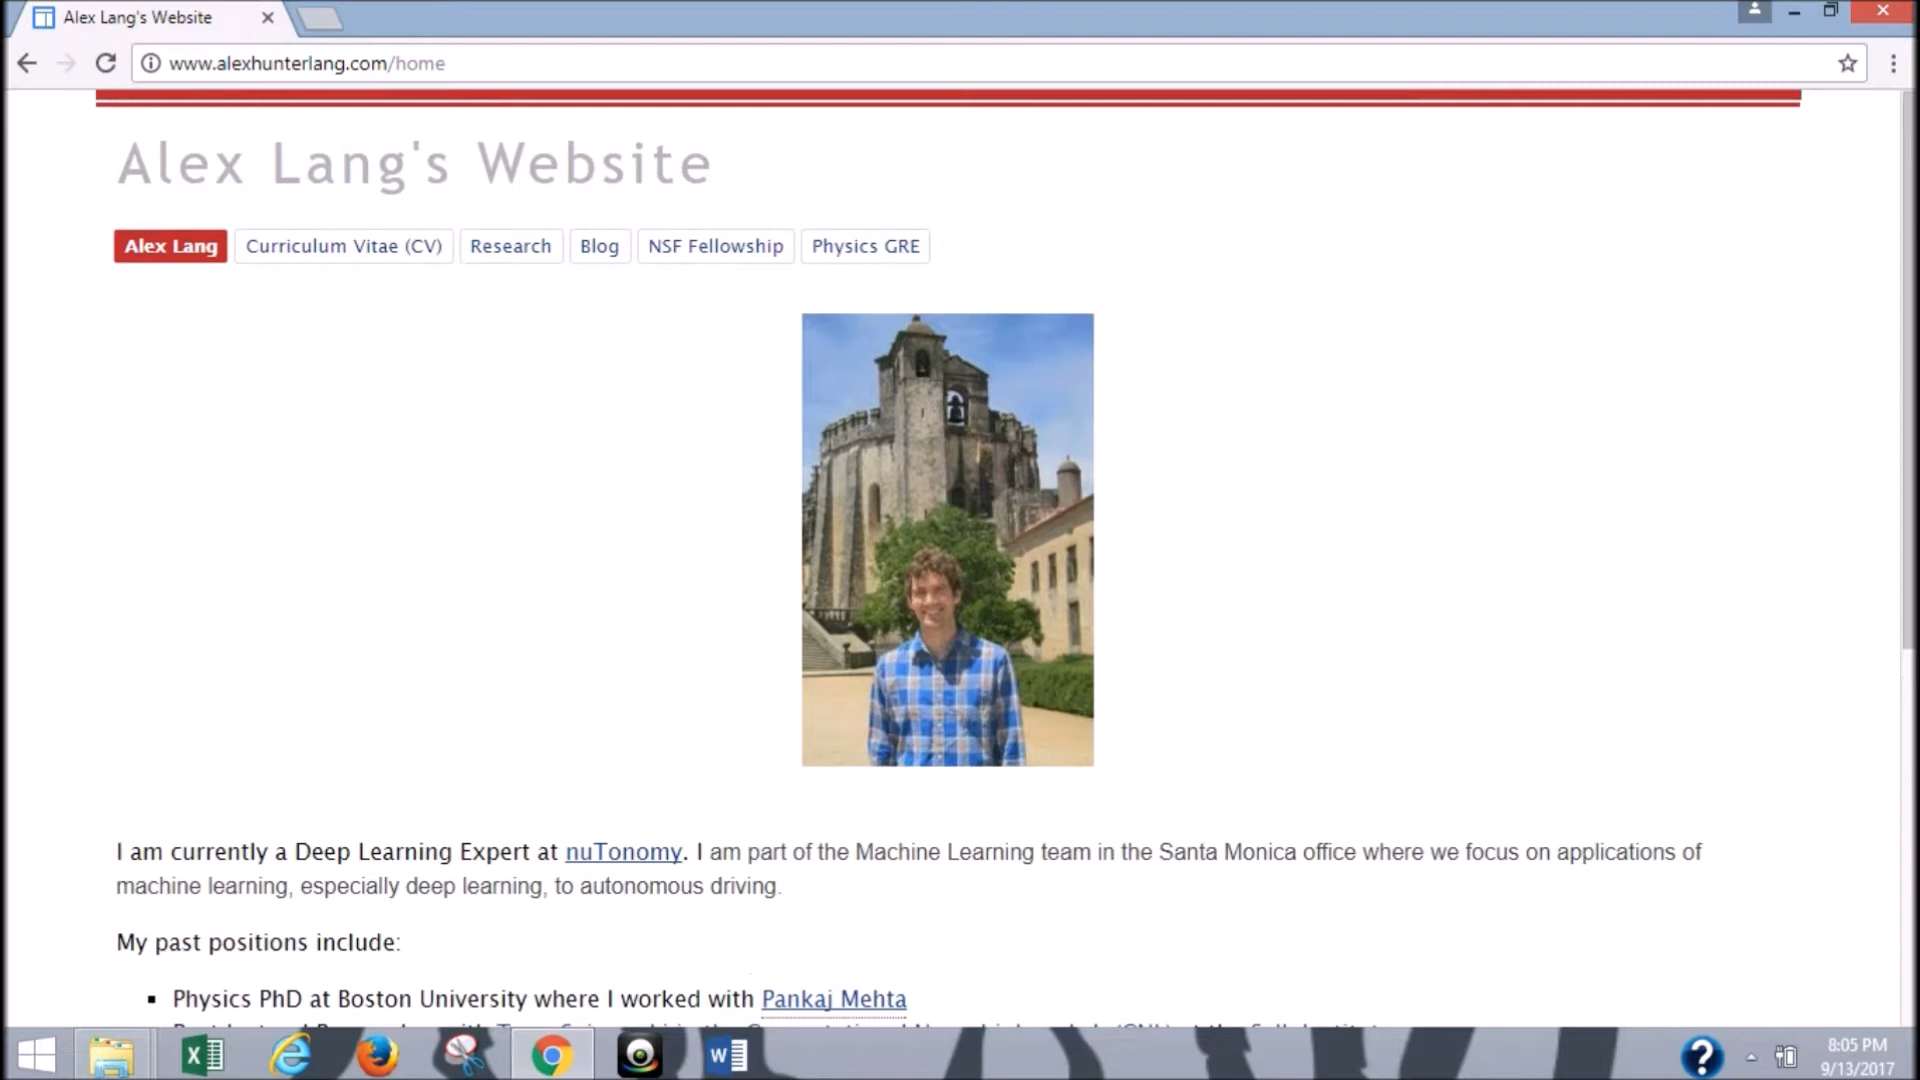 Alex Lang's Website
www.alexhunterlang.com/home
Alex Lang's Website
Alex Lang
Curriculum Vitae (CV)
Research
Blog
NSF Fellowship
Physics GRE
I am currently a Deep Learning Expert at nuTonomy. I am part of the Machine Learning team in the Santa Monica office where we focus on applications of
machine learning, especially deep learning, to autonomous driving.
My past positions include:
▪ Physics PhD at Boston University where I worked with Pankaj Mehta
8:05 PM
9/13/2017